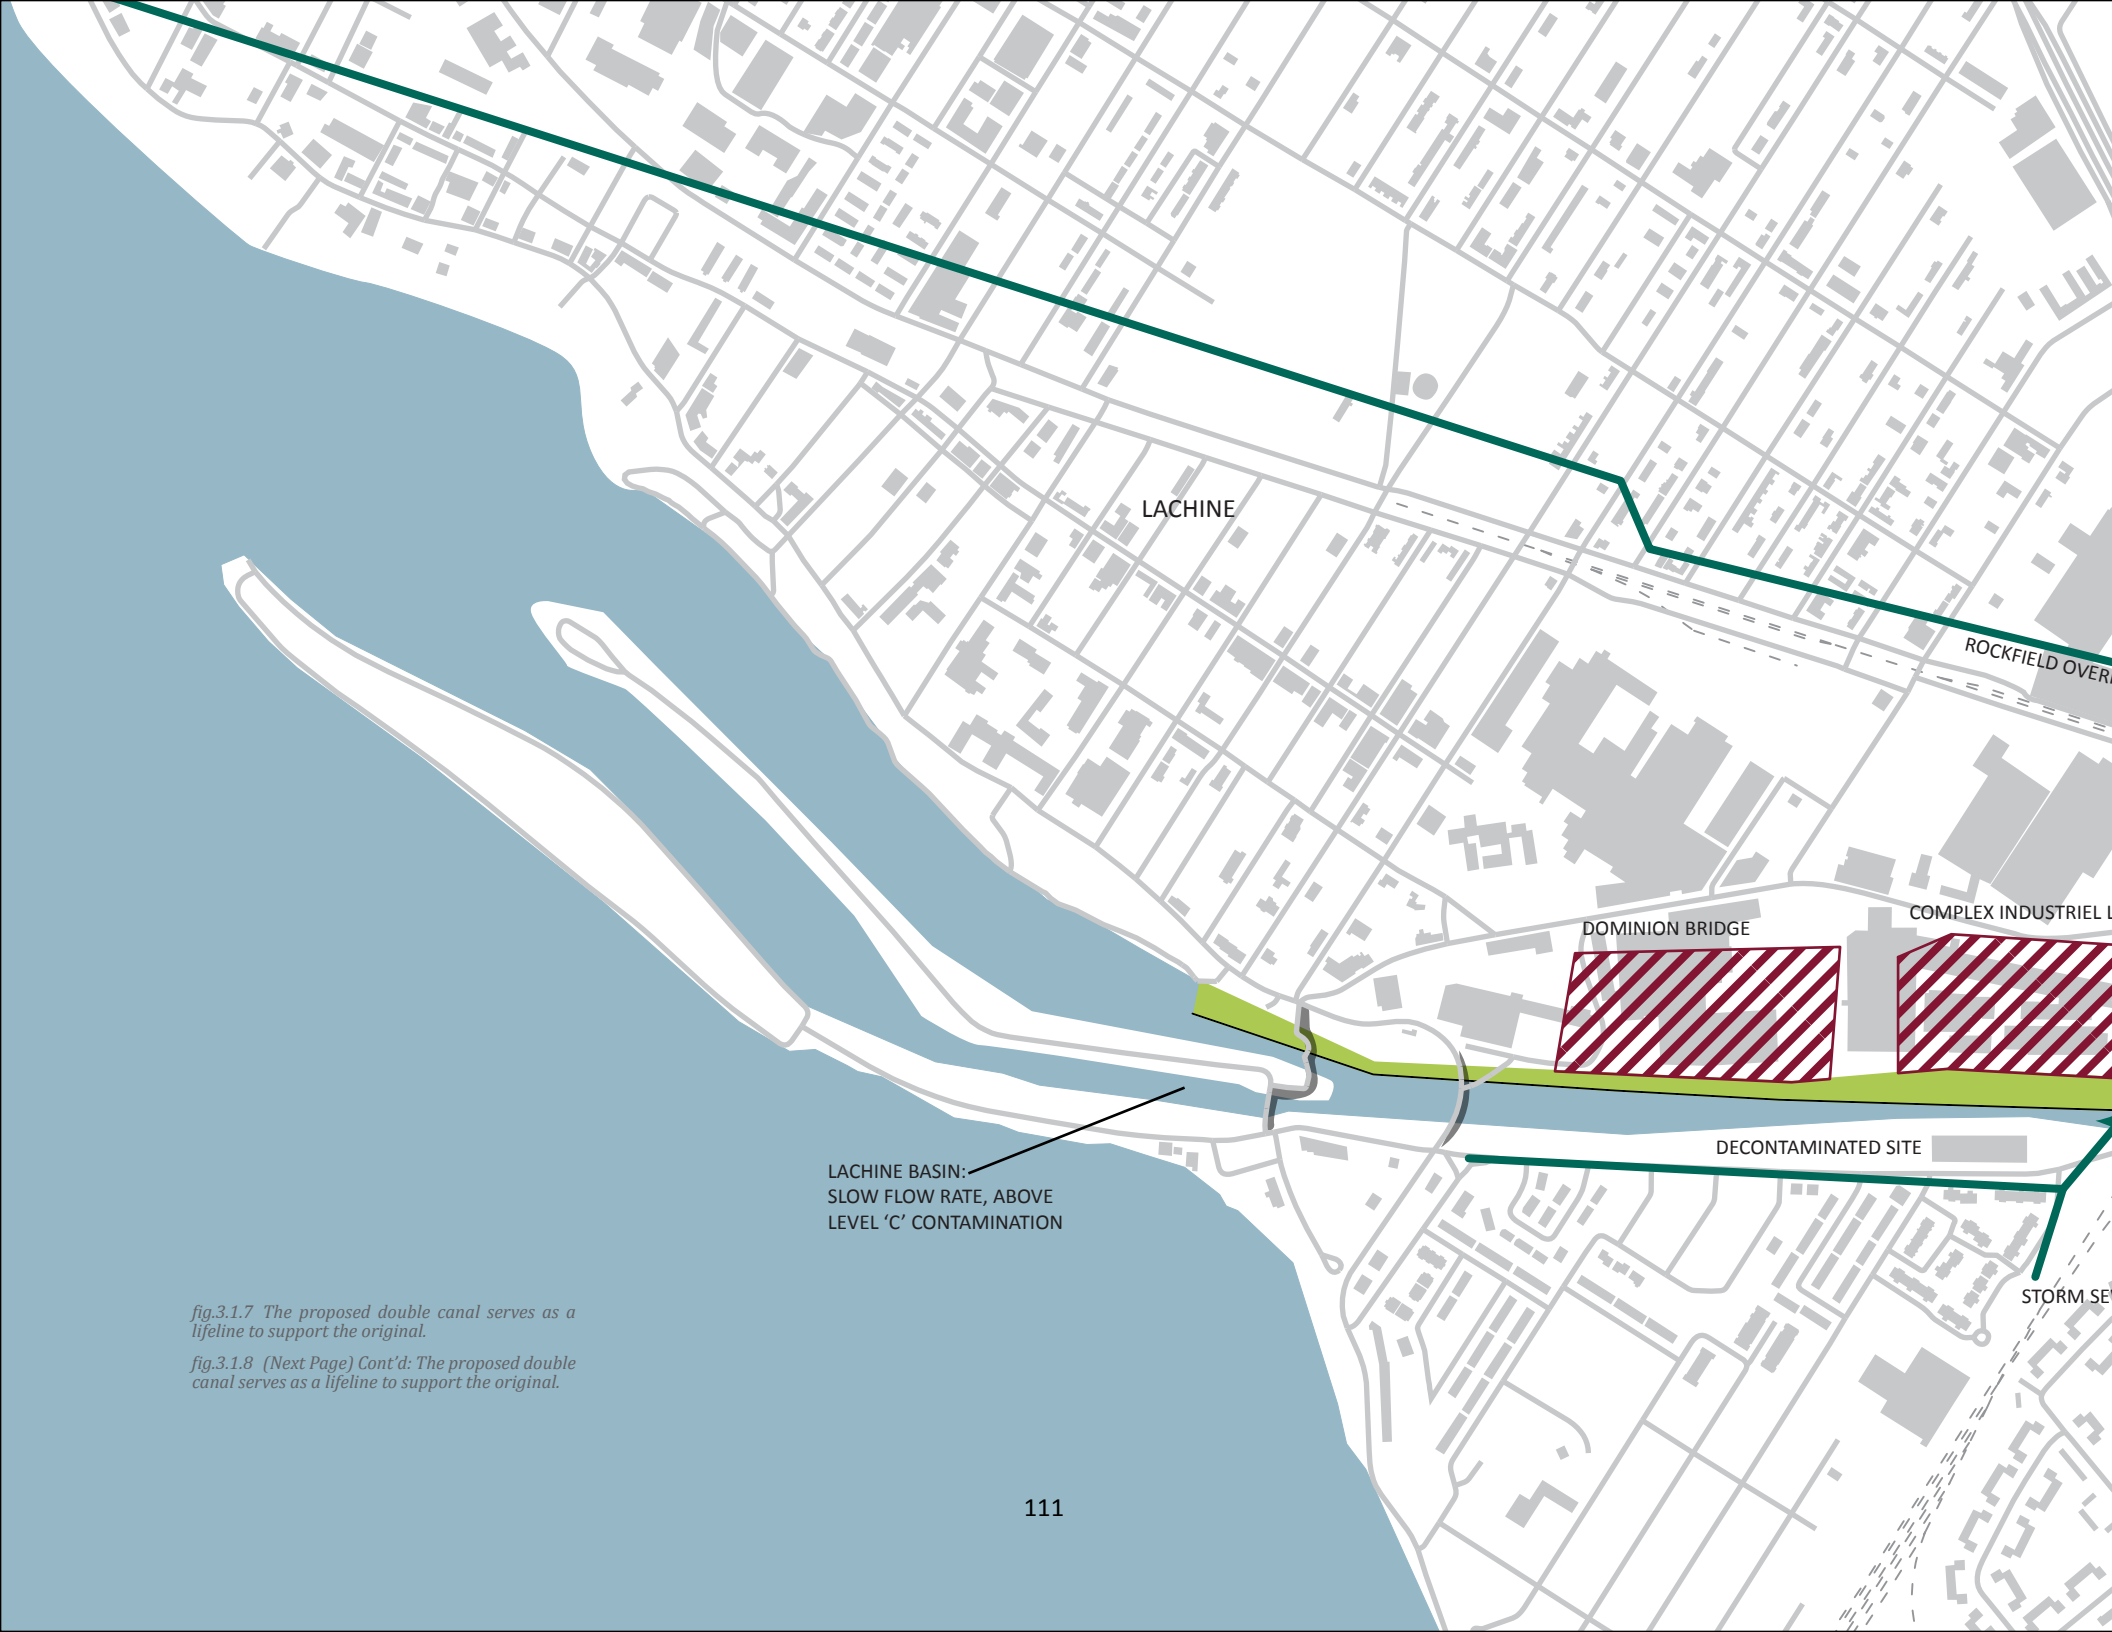 LACHINE
ROCKFIELD
DOMINION BRIDGE
COMPLEX INDUSTRIEL
DECONTAMINATED SITE
LACHINE BASIN:
SLOW FLOW RATE, ABOVE
LEVEL ‘C’ CONTAMINATION
STORM
fig.3.1.7 The proposed double canal serves as a
lifeline to support the original.
fig.3.1.8 (Next Page) Cont’d: The proposed double
canal serves as a lifeline to support the original.
111